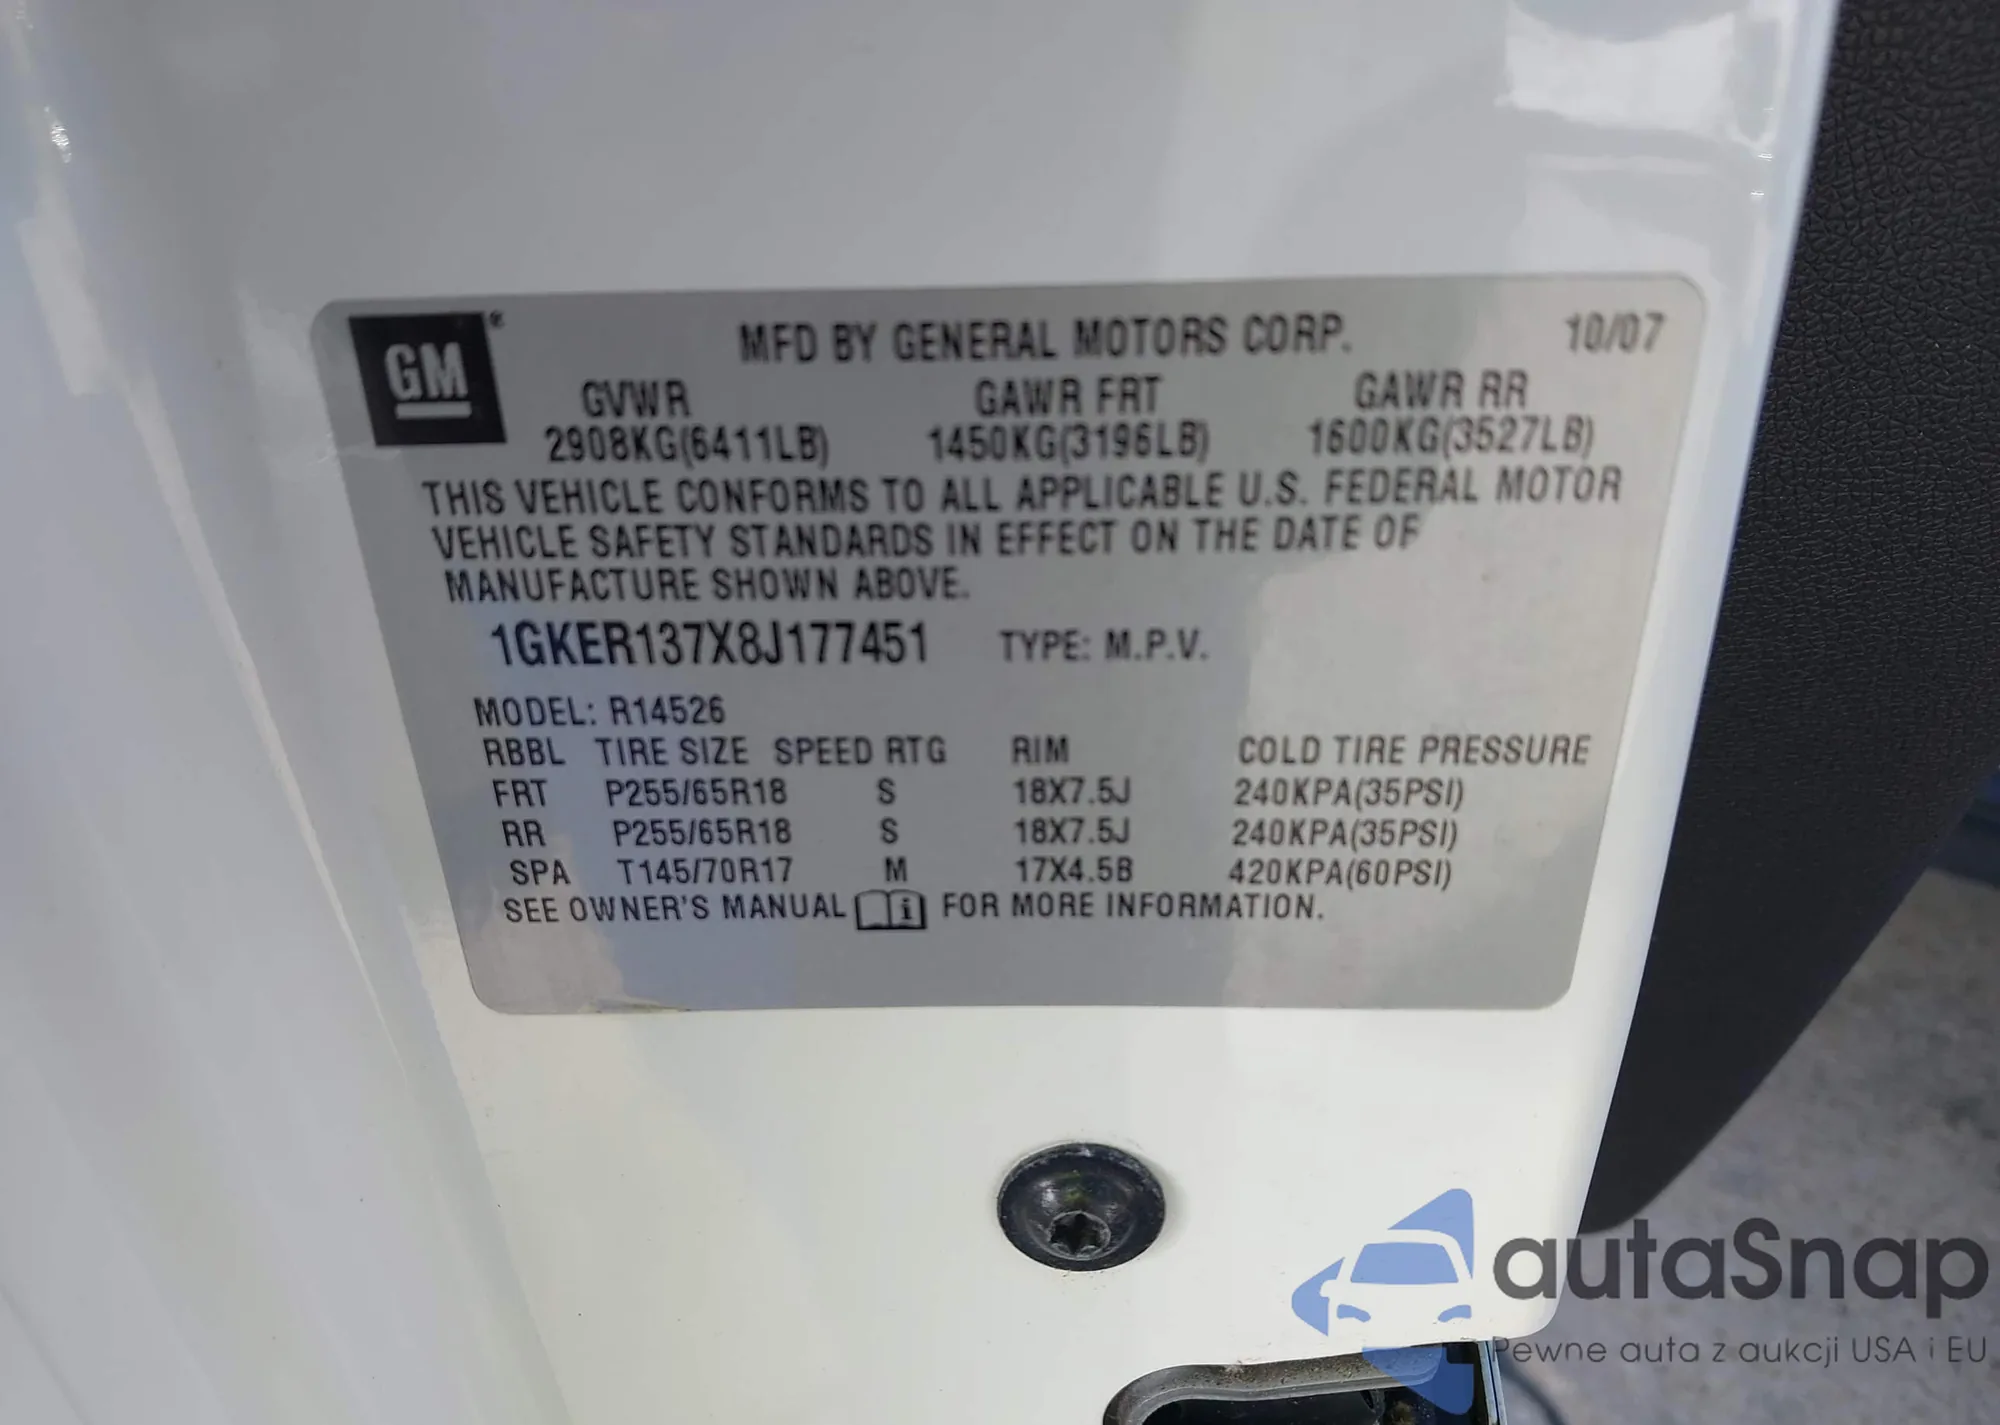 GM®
MFD BY GENERAL MOTORS CORP. 10/07
GVWR GAWR FRT GAWR RR
2908KG(6411LB) 1450KG(3196LB) 1600KG(3527LB)
THIS VEHICLE CONFORMS TO ALL APPLICABLE U.S. FEDERAL MOTOR
VEHICLE SAFETY STANDARDS IN EFFECT ON THE DATE OF
MANUFACTURE SHOWN ABOVE.
1GKER137X8J177451 TYPE: M.P.V.
MODEL: R14526
RBBL TIRE SIZE SPEED RTG RIM COLD TIRE PRESSURE
FRT P255/65R18 S 18X7.5J 240KPA(35PSI)
RR P255/65R18 S 18X7.5J 240KPA(35PSI)
SPA T145/70R17 M 17X4.5B 420KPA(60PSI)
SEE OWNER'S MANUAL i FOR MORE INFORMATION.
autaSnap
Pewne auta z aukcji USA i EU